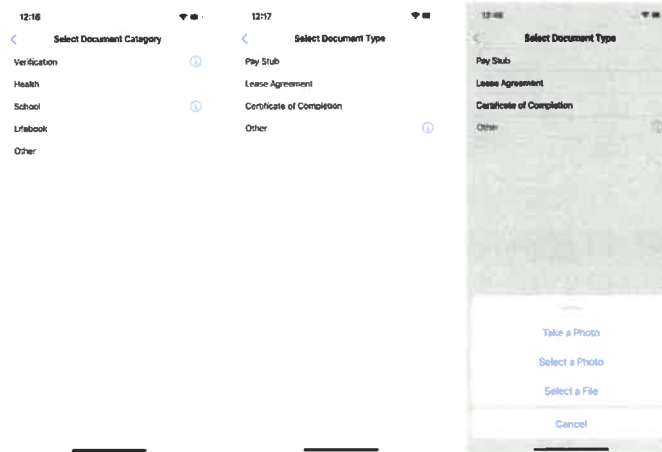 12:16
Select Document Category
Verification
Health
School
Lifebook
Other
12:17
Select Document Type
Pay Stub
Lease Agreement
Certificate of Completion
Other
12:46
Select Document Type
Pay Stub
Lease Agreement
Certificate of Completion
Other
Take a Photo
Select a Photo
Select a File
Cancel